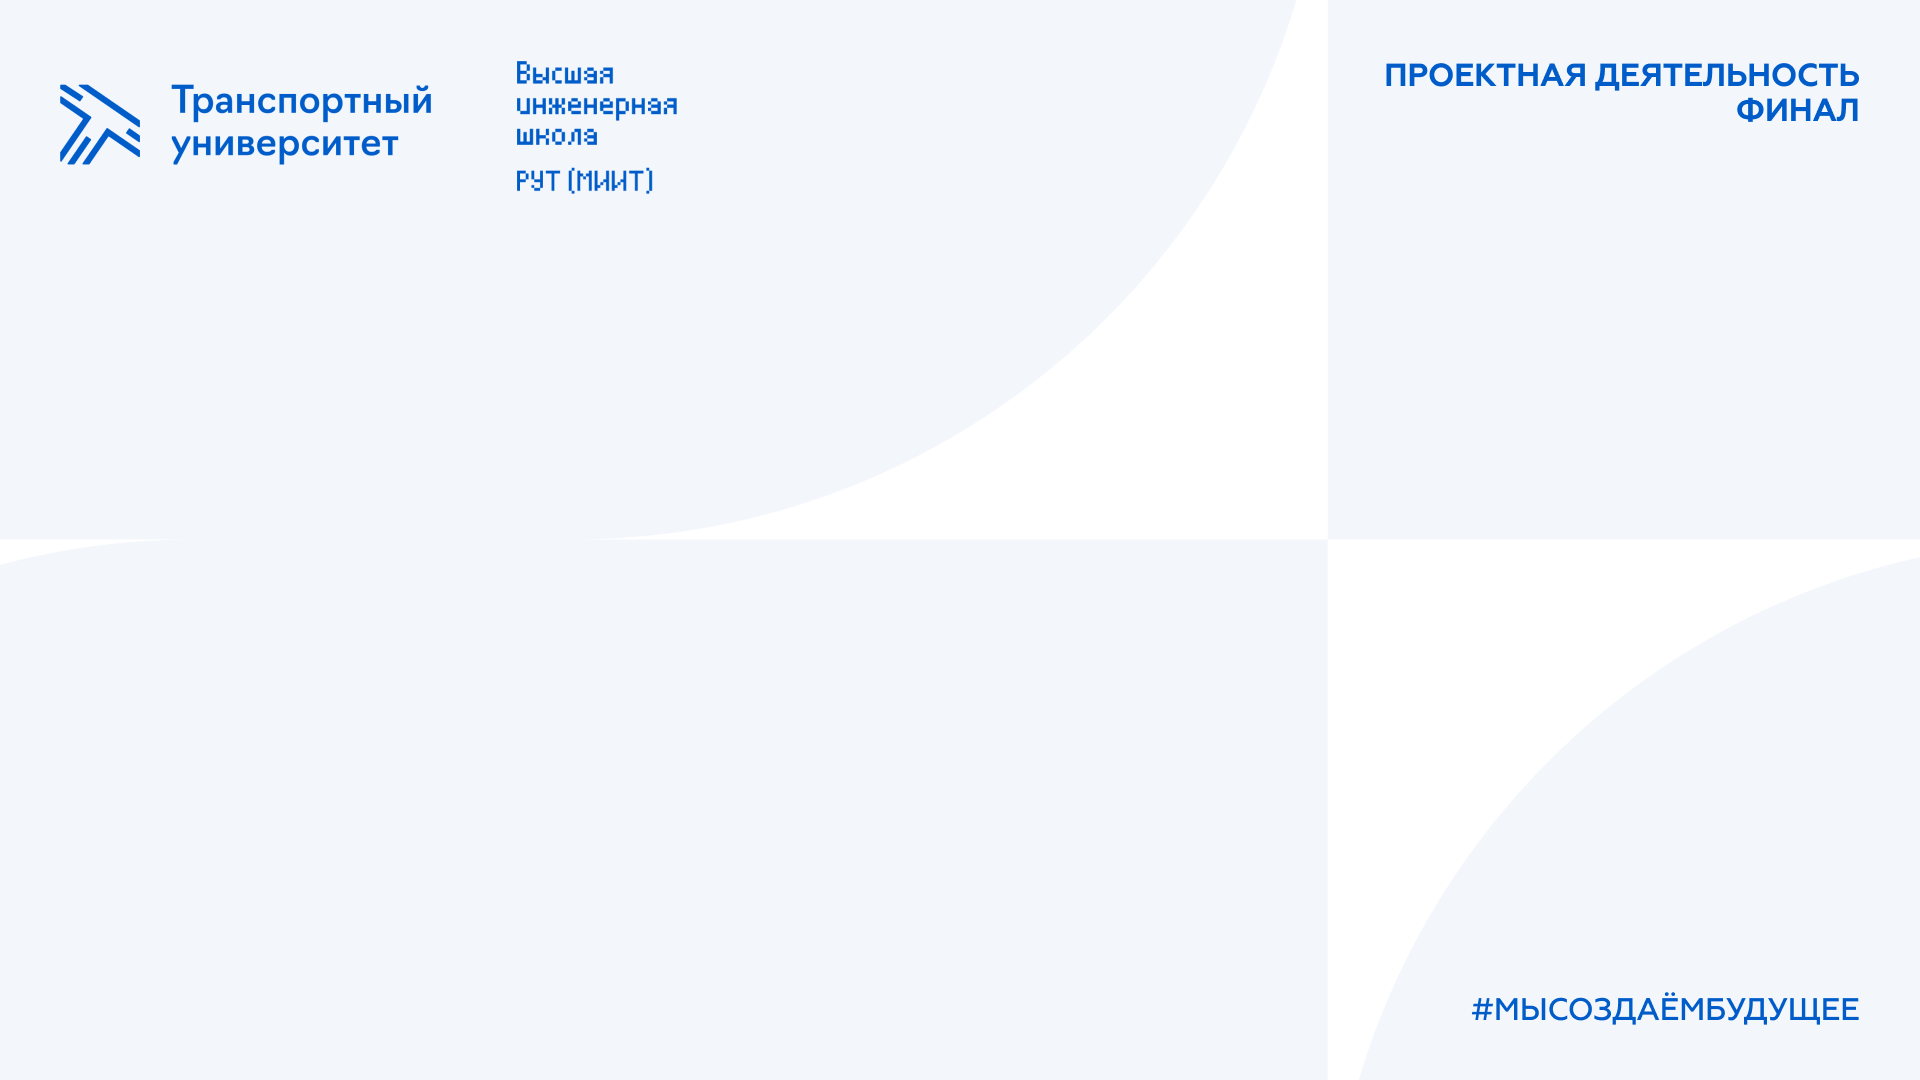 Транспортный
университет
Высшая
инженерная
школа
РУТ (МИИТ)
ПРОЕКТНАЯ ДЕЯТЕЛЬНОСТЬ
ФИНАЛ
#МЫСОЗДАЁМБУДУЩЕЕ